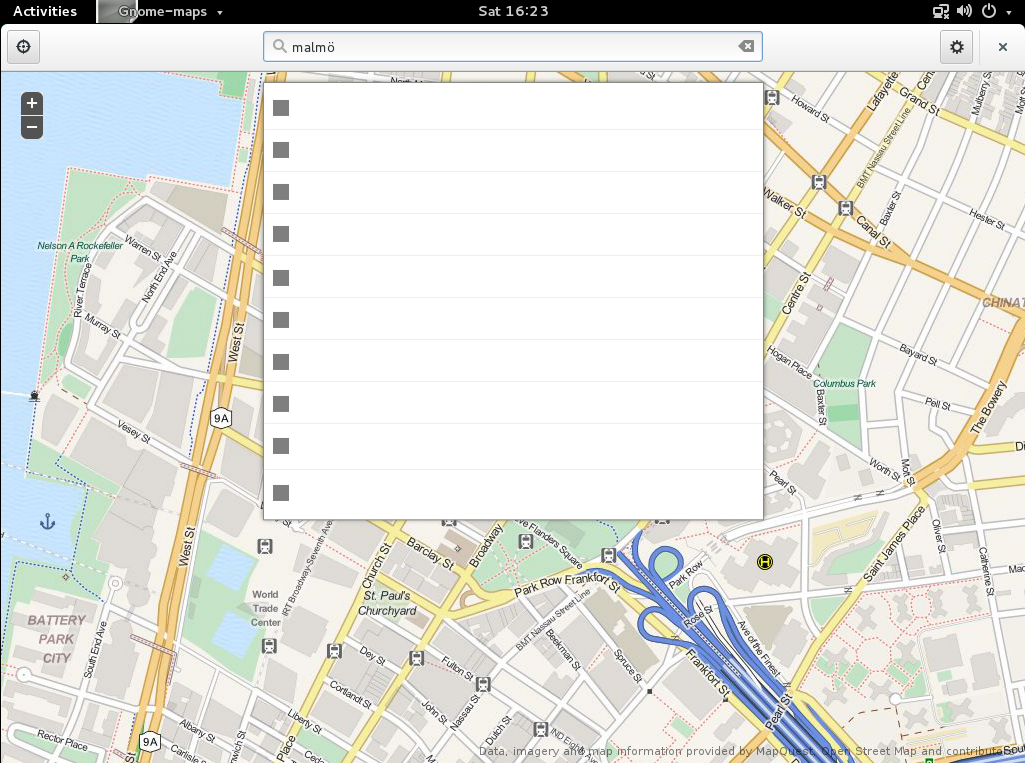 Activities
Gnome-maps
Sat 16:23
malmö
+
−
Howard St
Lafayette
Grand St
Cen
Mulberry St
Mott St
BMT Nassau Street Line
Baxter St
Hester St
Walker St
Canal St
Centre St
CHINAT
Nelson A Rockefeller
Park
Warren St
North End Ave
River Terrace
Murray St
West St
9A
Vesey St
Hogan Place
Baxter St
Columbus Park
Bayard St
Pell St
The Bowery
Di
Worth St
Mott St
Pearl St
Oliver St
Catherine St
Saint James Place
West St
Church St
Barclay St
Broadway
ve Flanders Square
Park Row
Park Row Frankfort St
H
IRT Broadway-Seventh Ave
World
Trade
Center
St. Paul's
Churchyard
BMT Nassau Street Line
Beekman St
Spruce St
Rose St
Ave of the Finest
Frankfort St
Pearl St
BATTERY
PARK
CITY
South End Ave
Dey St
Fulton St
Cortlandt St
John St
Nassau St
Dutch St
Liberty St
Albany St
Carlisle St
Rector Place
9A
Place
IND Eig
Sout
Data, imagery and map information provided by MapQuest, Open Street Map and contributors